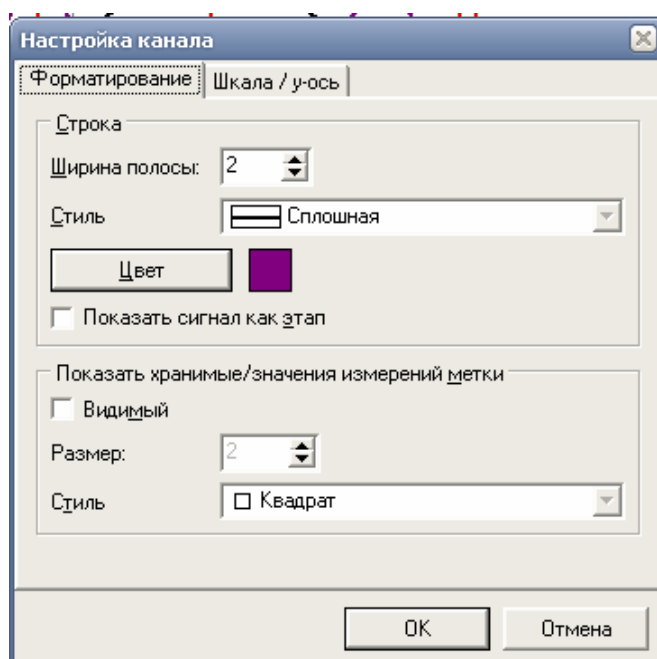 Настройка канала
Форматирование
Шкала / y-ось
Строка
Ширина полосы: 2
Стиль Сплошная
Цвет
Показать сигнал как этап
Показать хранимые/значения измерений метки
Видимый
Размер: 2
Стиль Квадрат
OK Отмена